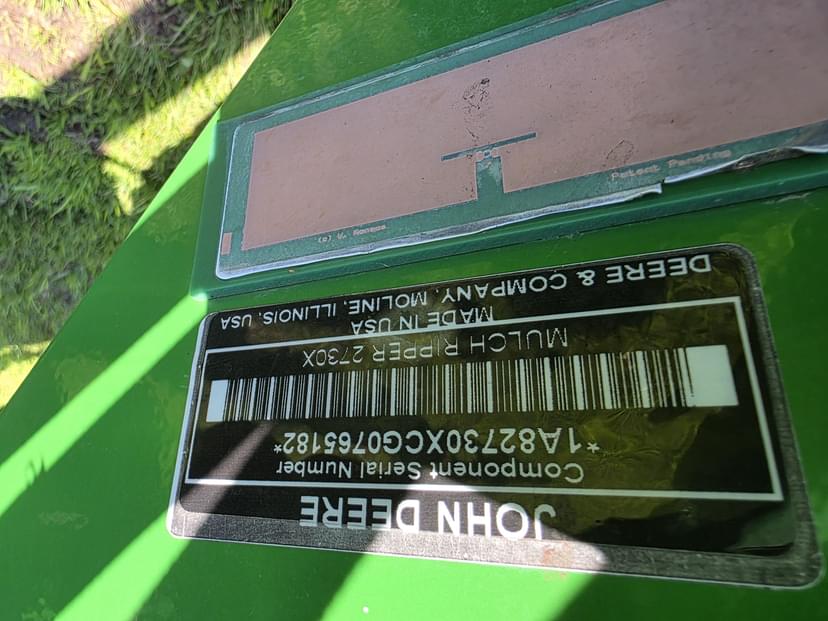 JOHN DEERE
Component Serial Number
*1A82730XCG0765182*
MULCH RIPPER 2730X
MADE IN USA
DEERE & COMPANY, MOLINE, ILLINOIS, USA
Patent Pending
(c)